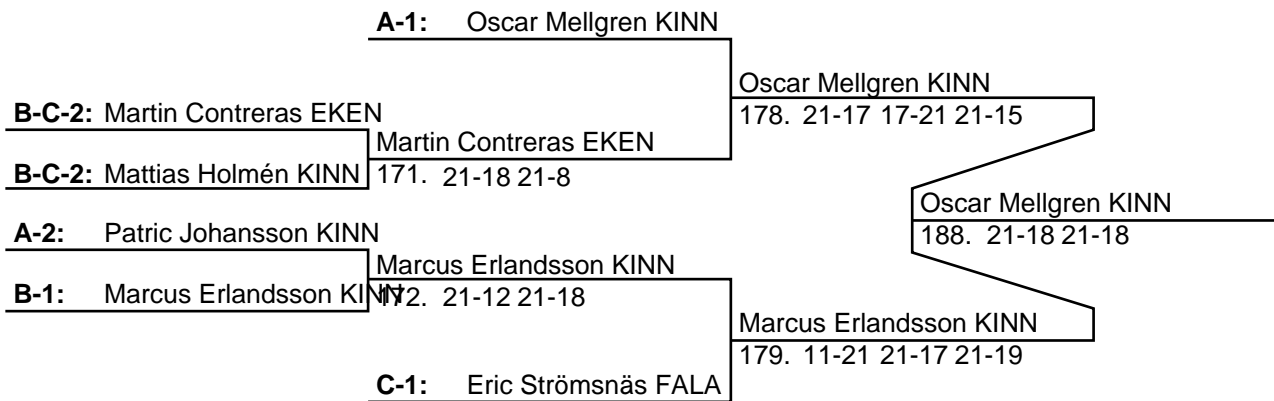 A-1: Oscar Mellgren KINN
Oscar Mellgren KINN
178. 21-17 17-21 21-15
B-C-2: Martin Contreras EKEN
Martin Contreras EKEN
B-C-2: Mattias Holmén KINN
171. 21-18 21-8
Oscar Mellgren KINN
188. 21-18 21-18
A-2: Patric Johansson KINN
Marcus Erlandsson KINN
B-1: Marcus Erlandsson KINN
172. 21-12 21-18
Marcus Erlandsson KINN
179. 11-21 21-17 21-19
C-1: Eric Strömsnäs FALA